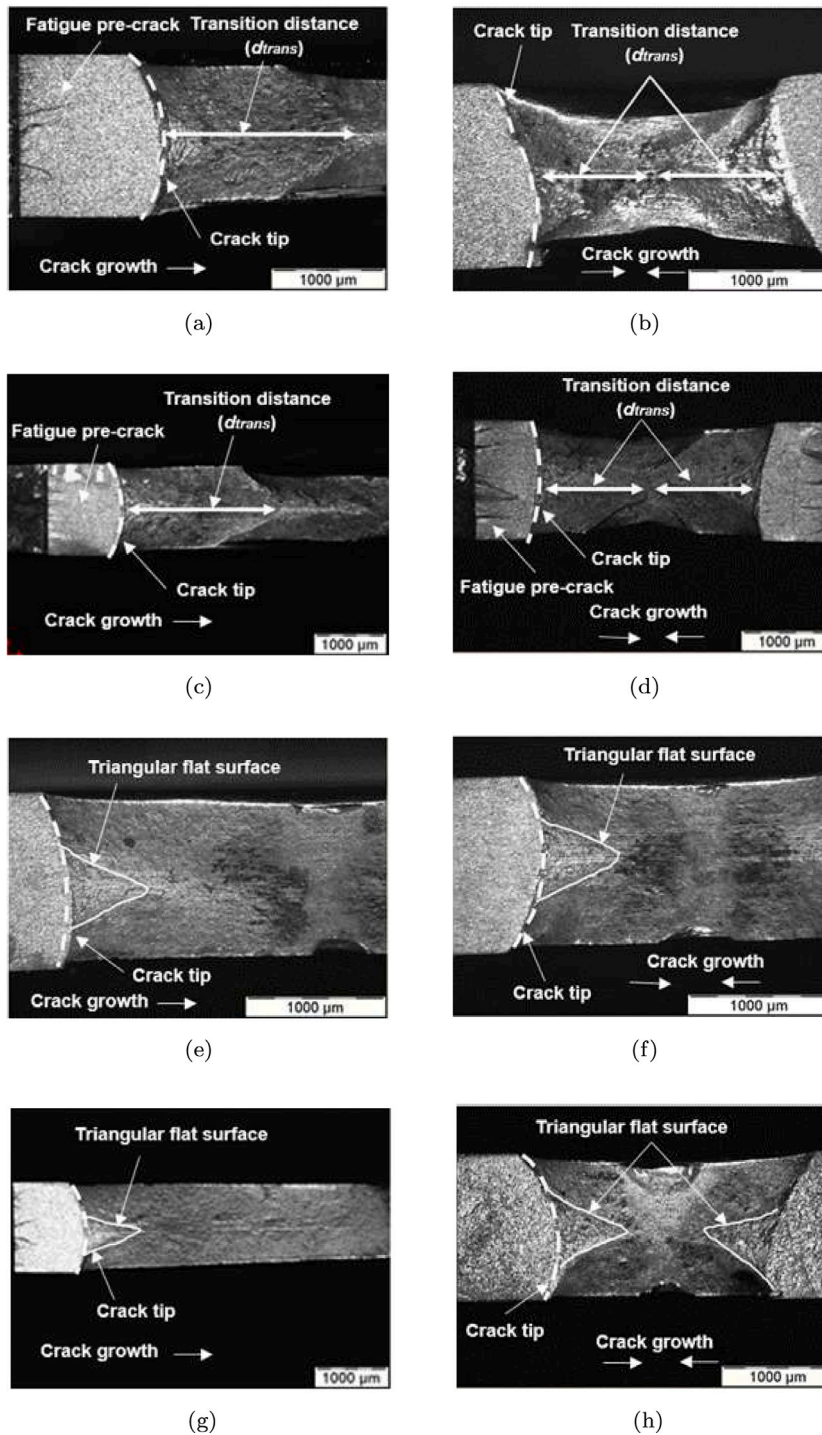 Fatigue pre-crack
Transition distance
(dtrans)
Crack tip
Crack growth
1000 µm
(a)
Crack tip
Transition distance
(dtrans)
Crack growth
1000 µm
(b)
Transition distance
(dtrans)
Fatigue pre-crack
Crack tip
Crack growth
1000 µm
(c)
Transition distance
(dtrans)
Crack tip
Fatigue pre-crack
Crack growth
1000 µm
(d)
Triangular flat surface
Crack tip
Crack growth
1000 µm
(e)
Triangular flat surface
Crack growth
Crack tip
1000 µm
(f)
Triangular flat surface
Crack tip
Crack growth
1000 µm
(g)
Triangular flat surface
Crack tip
Crack growth
1000 µm
(h)